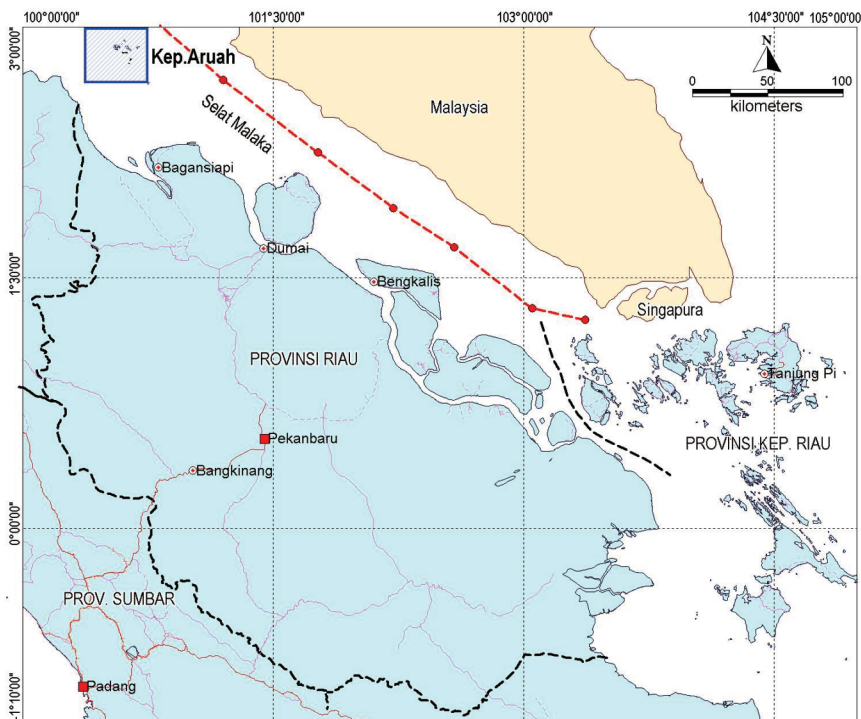 100°00'00" 101°30'00" 103°00'00" 104°30'00" 105°00'00"
3°00'00"
Kep.Aruah
N
0 50 100
kilometers
Selat Malaka
Malaysia
Bagansiapi
Dumai
1°30'00"
Bengkalis
Singapura
PROVINSI RIAU
Tanjung Pi
Pekanbaru
PROVINSI KEP. RIAU
Bangkinang
0°00'00"
PROV. SUMBAR
Padang
-1°10'00"